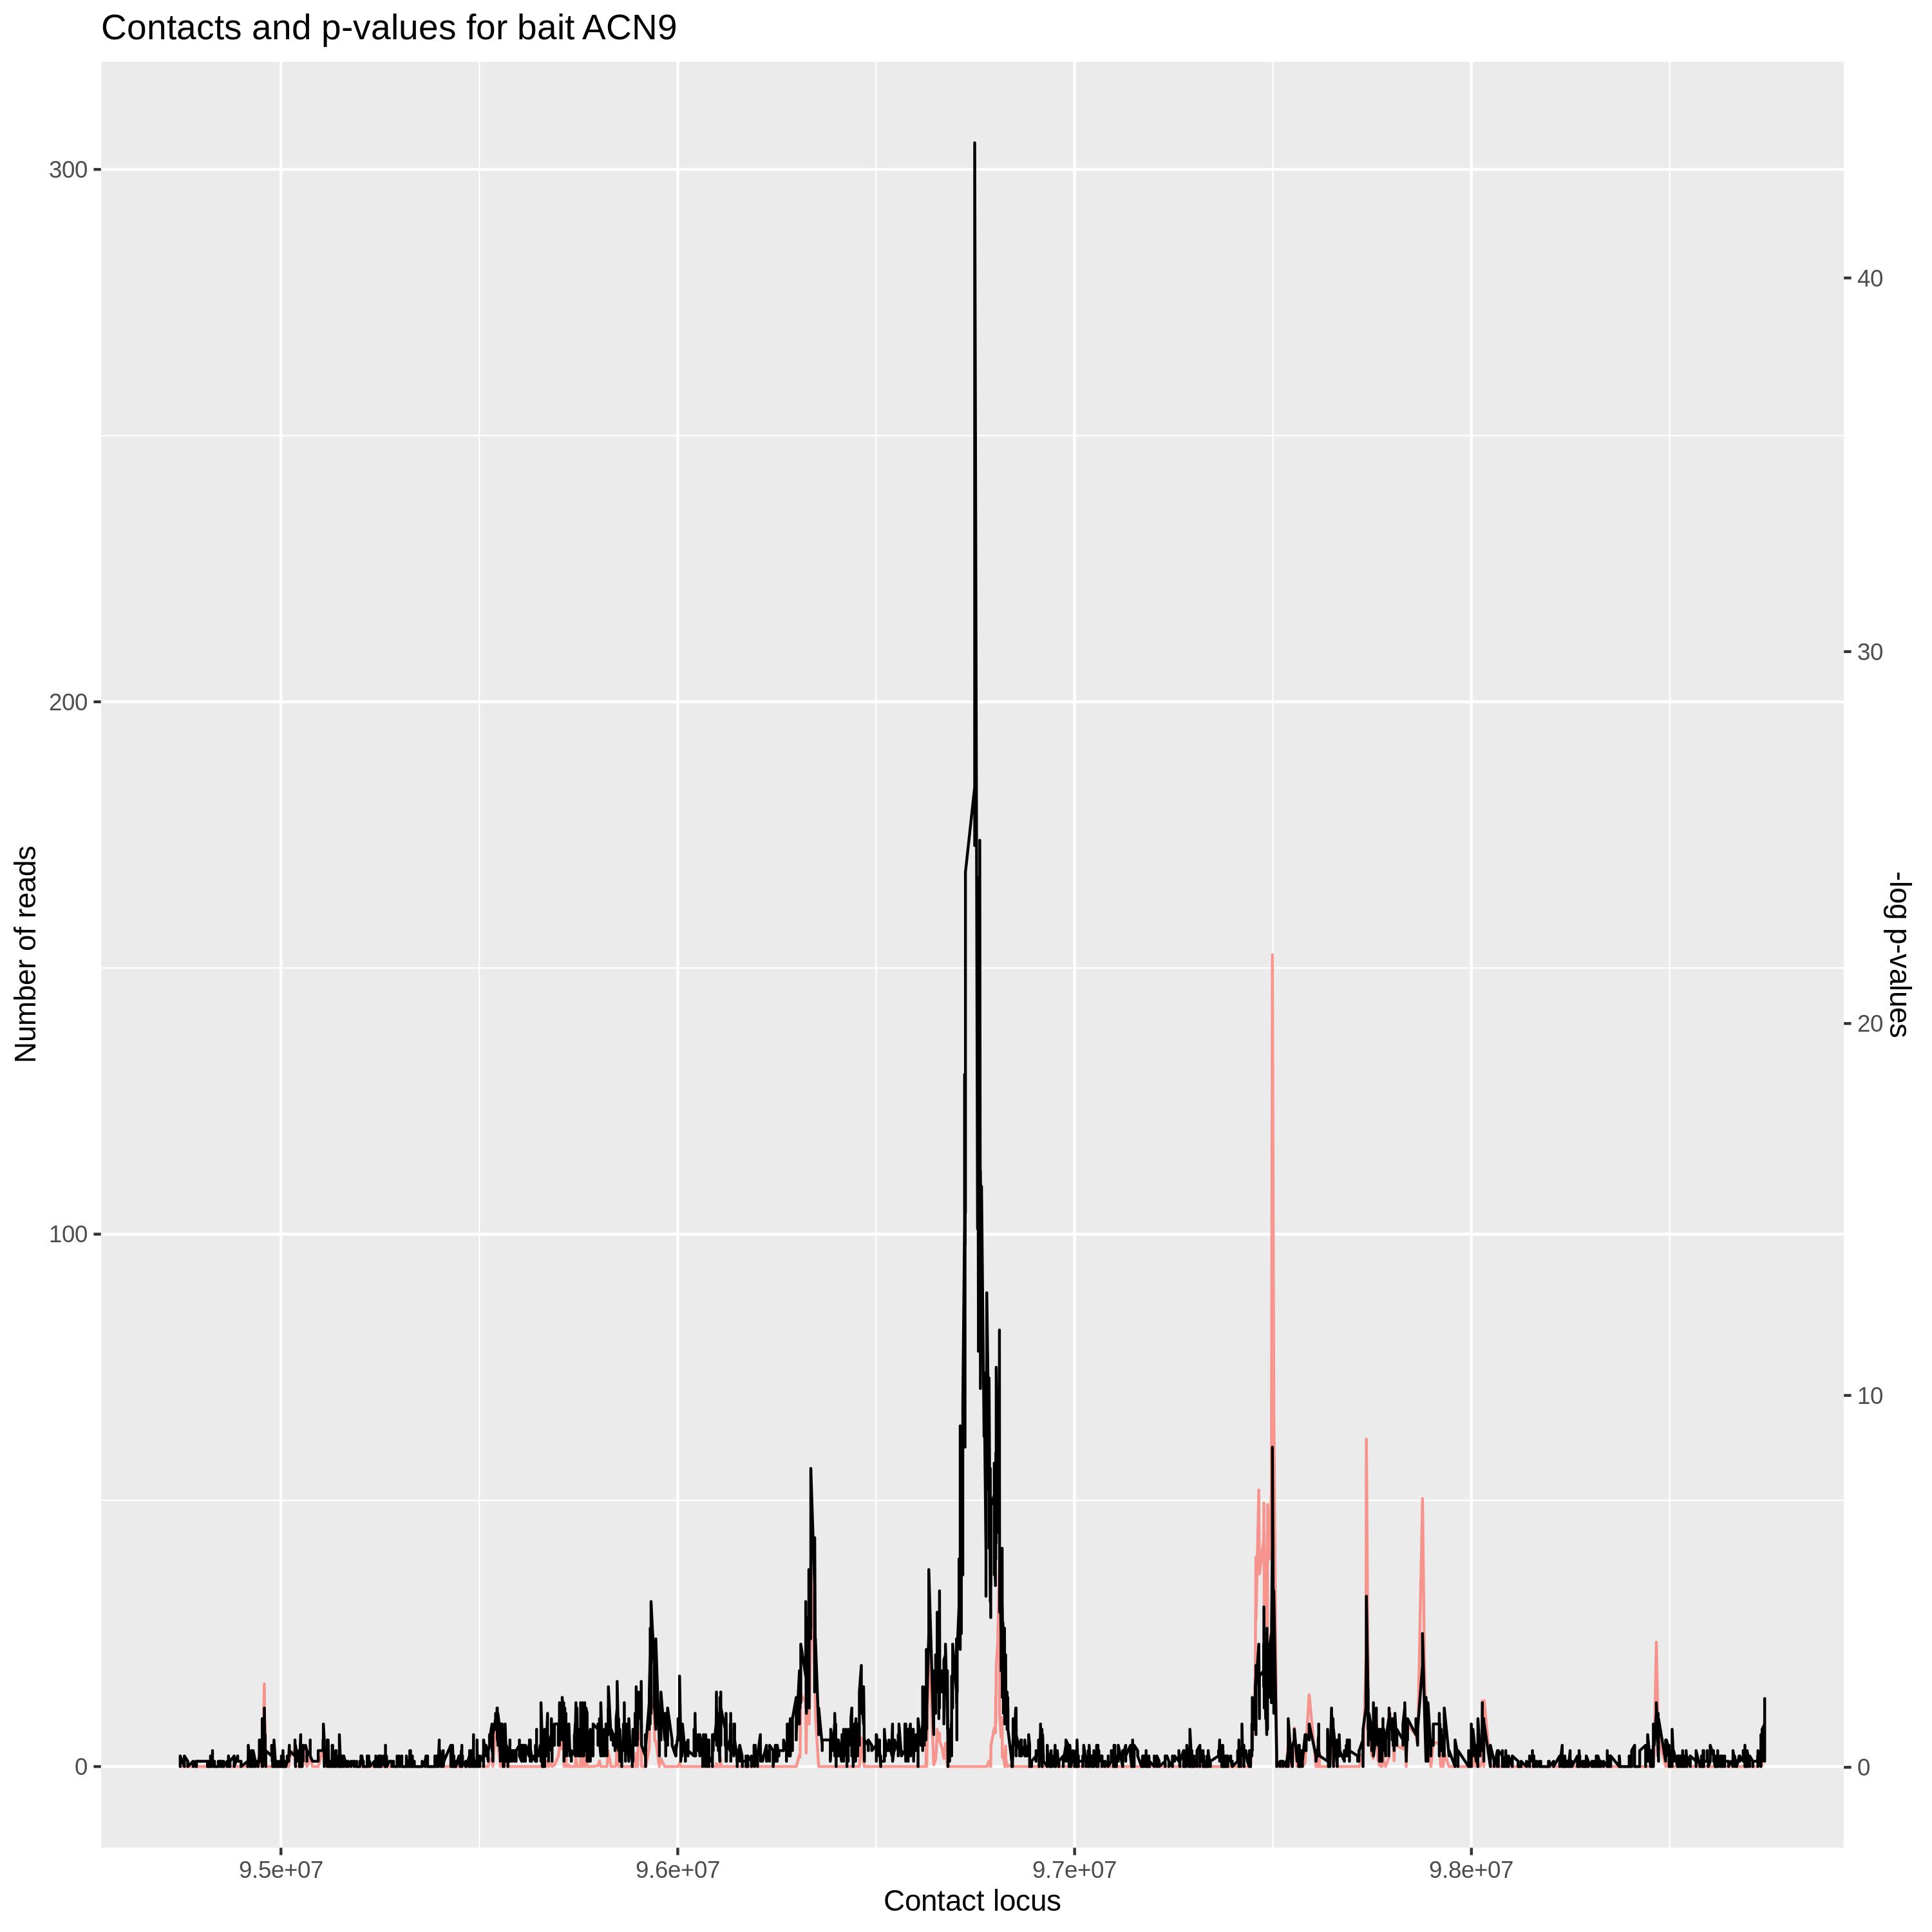 Contacts and p-values for bait ACN9
300
200
100
0
Number of reads
40
30
20
10
0
-log p-values
9.5e+07
9.6e+07
9.7e+07
9.8e+07
Contact locus